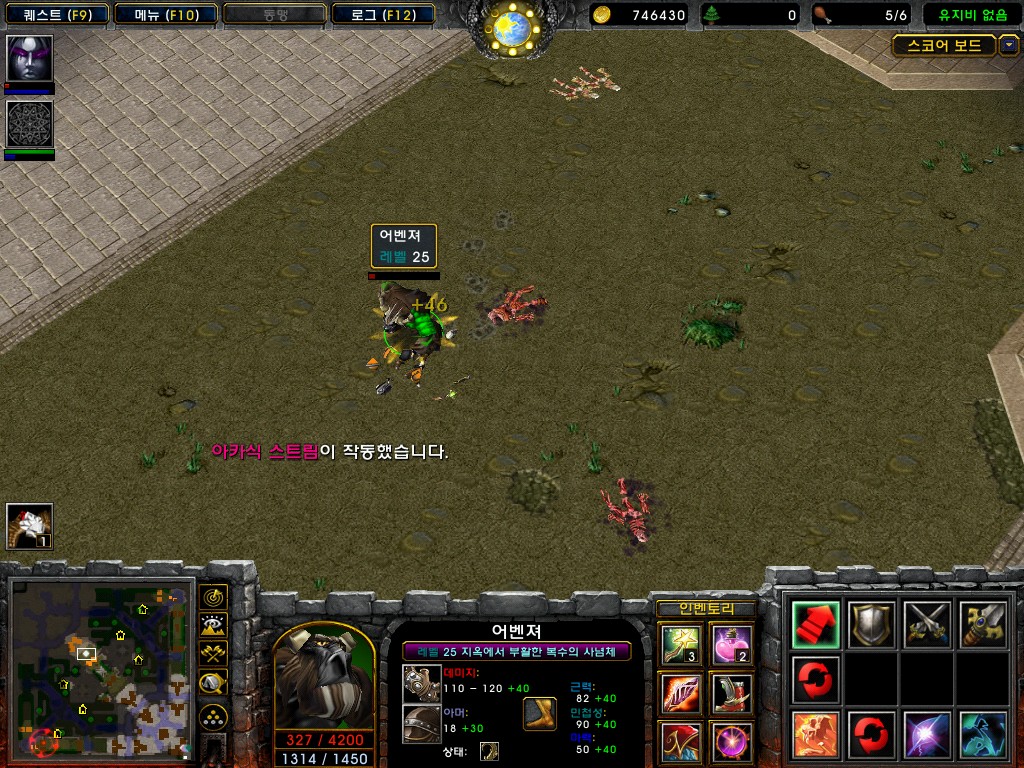 퀘스트 (F9) 메뉴 (F10) 동맹 로그 (F12) 746430 0 5/6 유지비 없음
스코어 보드
어벤져
레벨 25
+46
아카식 스트림이 작동했습니다.
1
어벤져
레벨 25 지옥에서 부활한 복수의 사념체
데미지:
110 - 120 +40
아머:
18 +30
상태:
근력:
82 +40
민첩성:
90 +40
마력:
50 +40
327 / 4200
1314 / 1450
인벤토리
3 2